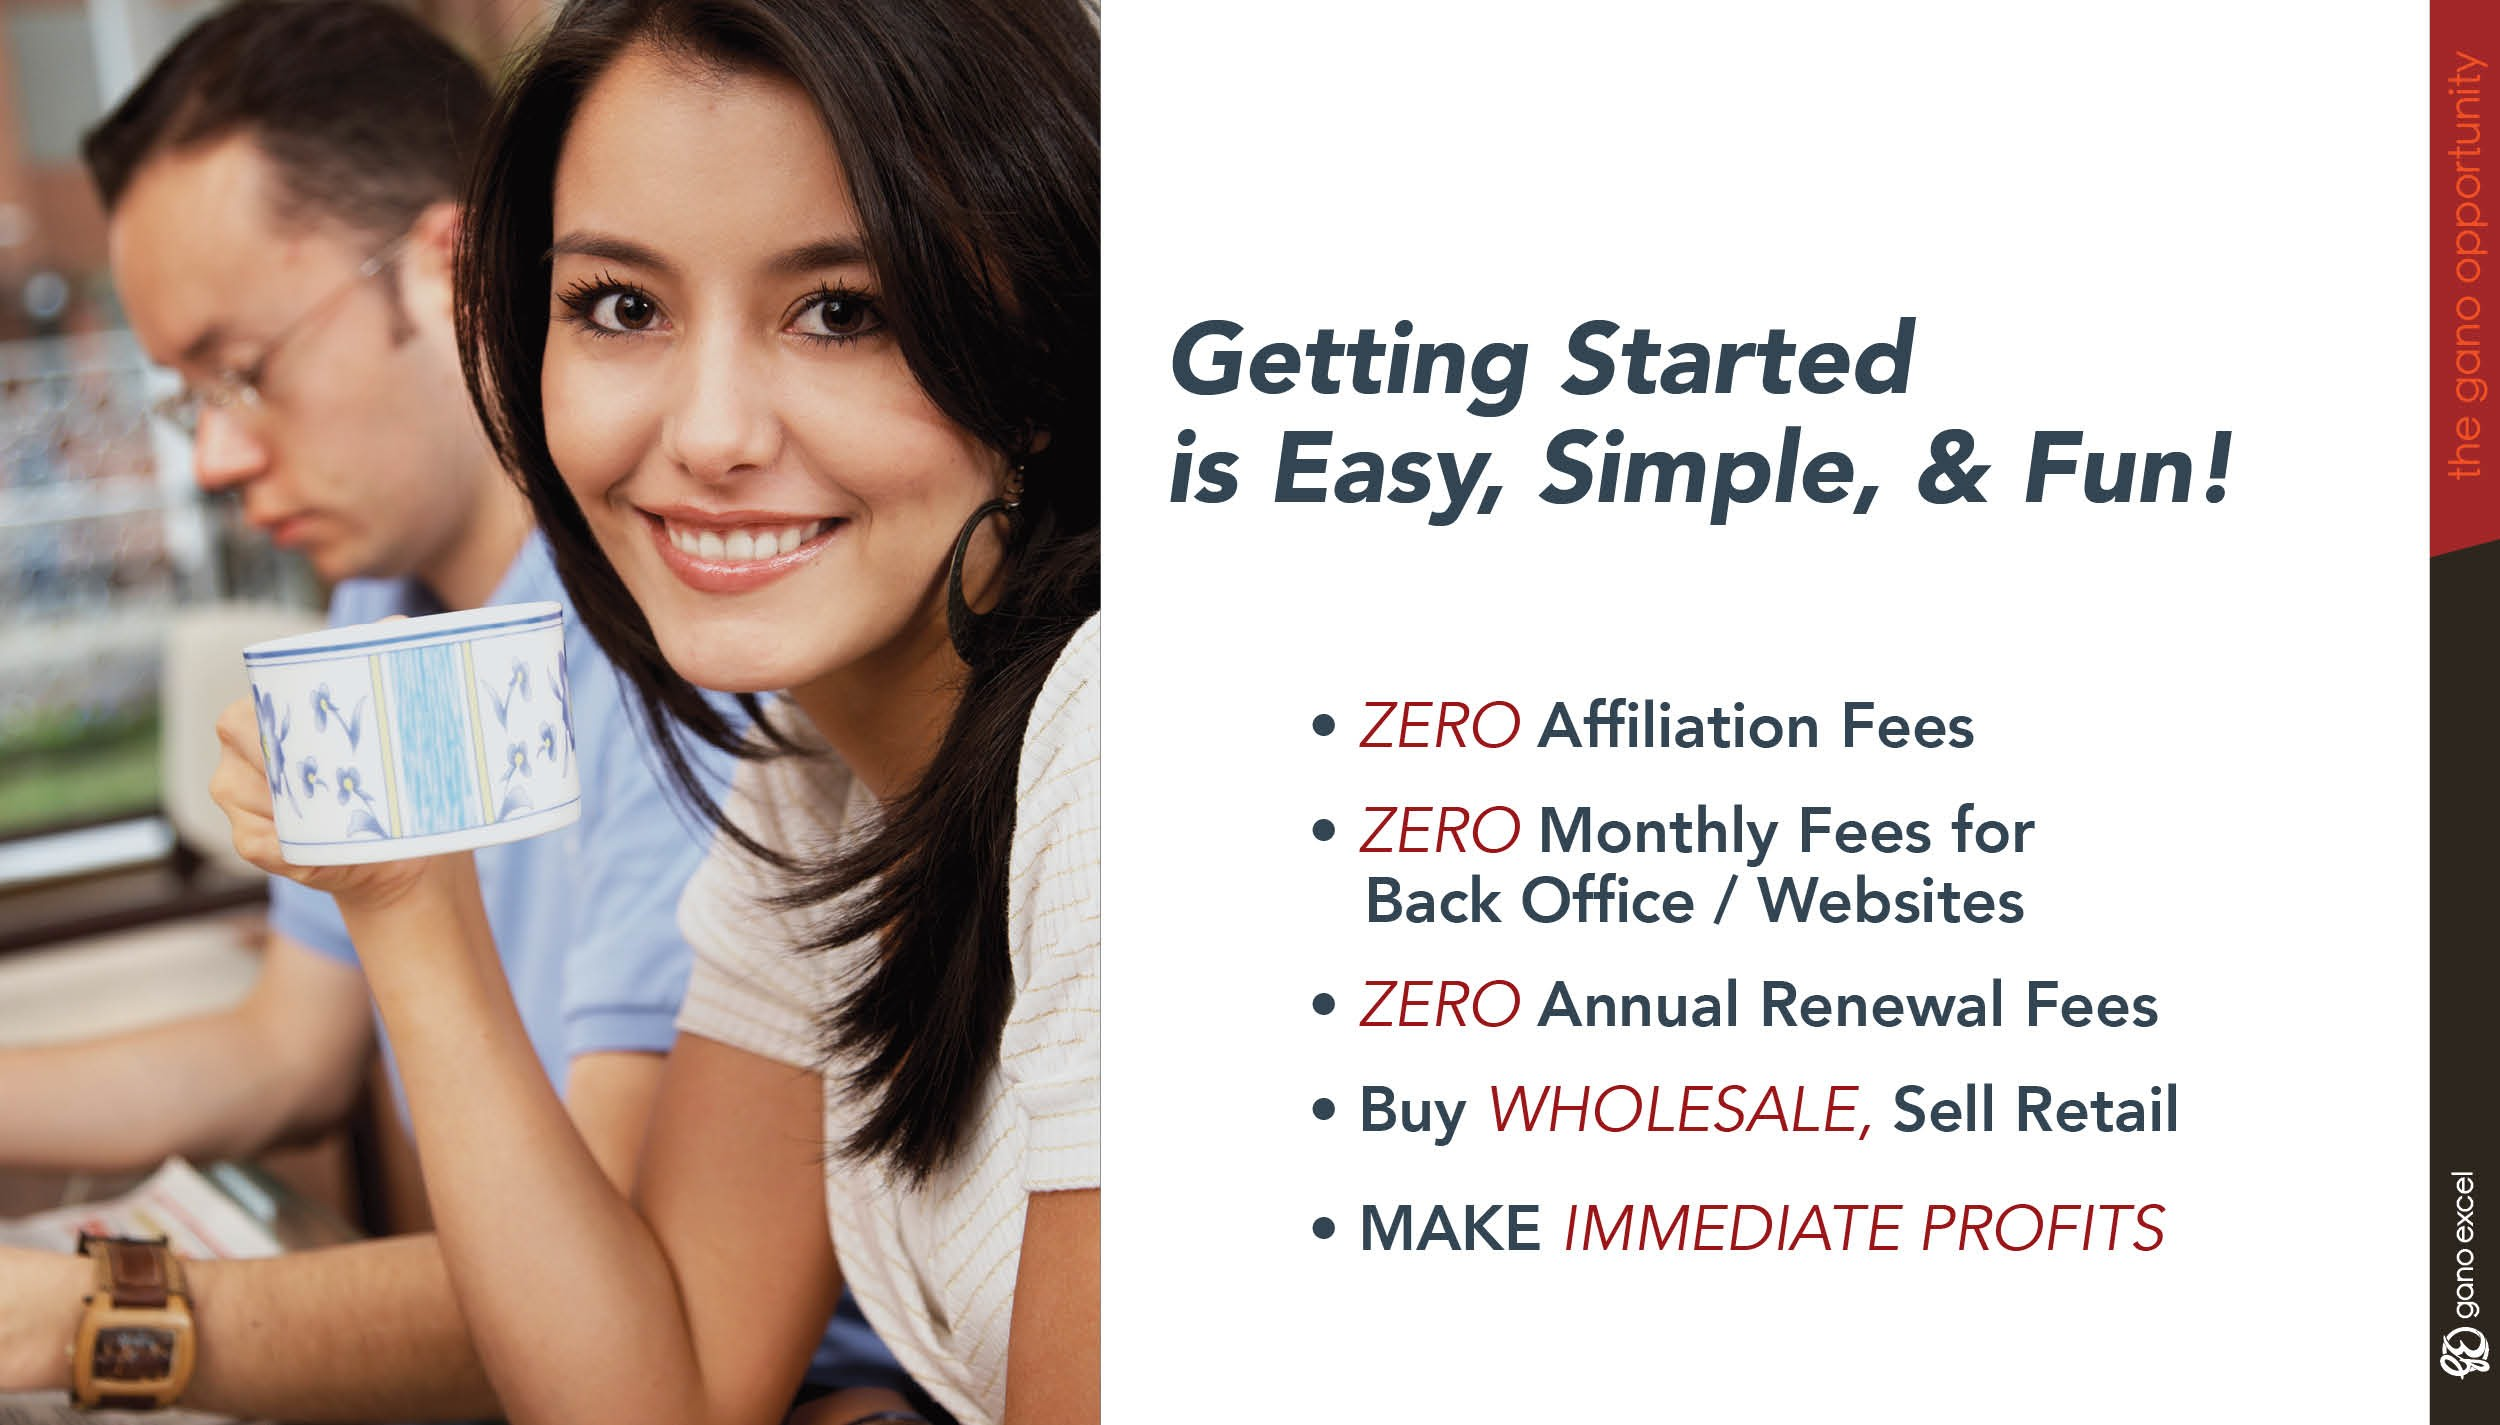 Getting Started
is Easy, Simple, & Fun!
• ZERO Affiliation Fees
• ZERO Monthly Fees for
Back Office / Websites
• ZERO Annual Renewal Fees
• Buy WHOLESALE, Sell Retail
• MAKE IMMEDIATE PROFITS
the gano opportunity
gano excel